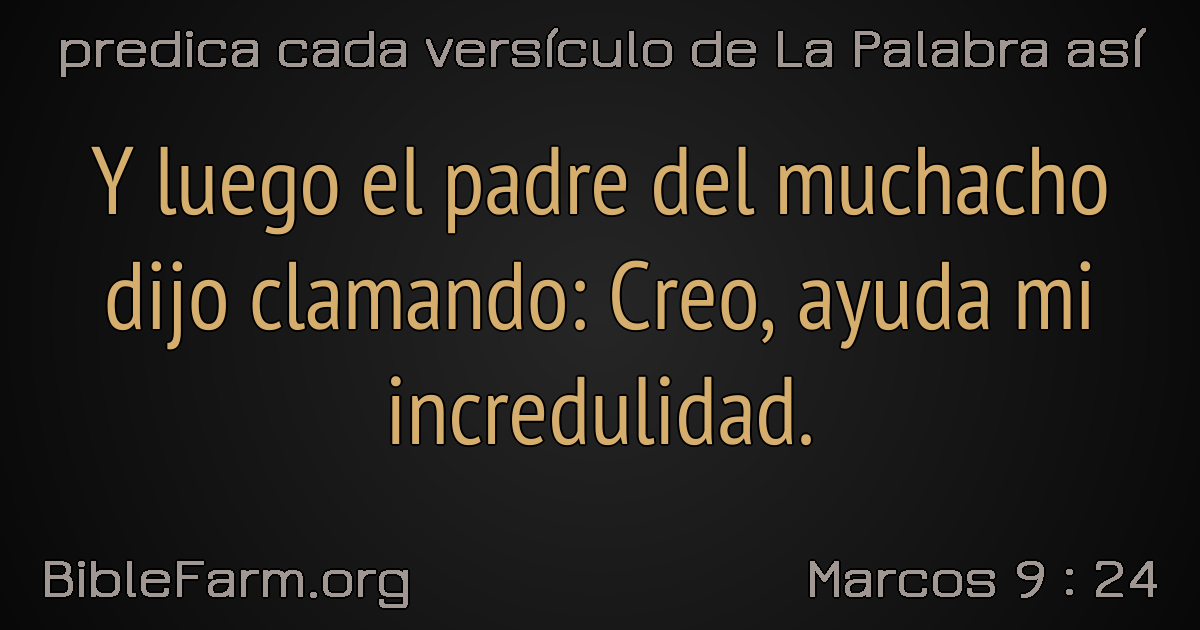 predica cada versículo de La Palabra así
Y luego el padre del muchacho
dijo clamando: Creo, ayuda mi
incredulidad.
BibleFarm.org
Marcos 9 : 24